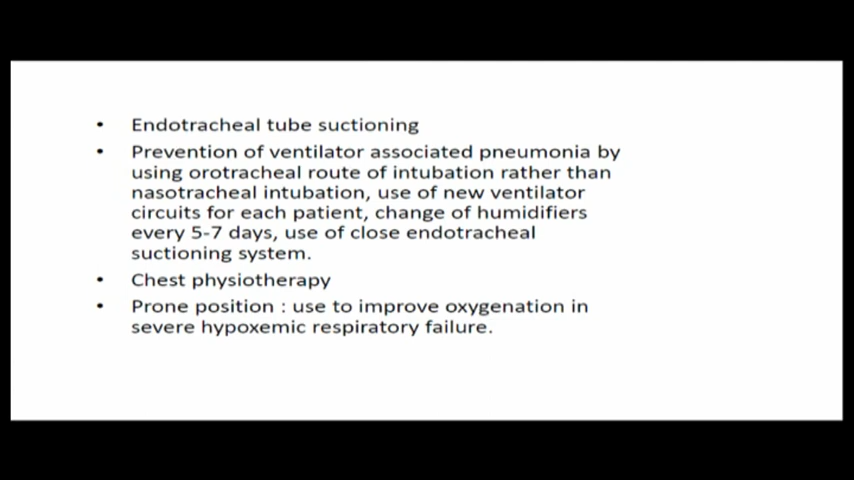 • Endotracheal tube suctioning
• Prevention of ventilator associated pneumonia by
using orotracheal route of intubation rather than
nasotracheal intubation, use of new ventilator
circuits for each patient, change of humidifiers
every 5-7 days, use of close endotracheal
suctioning system.
• Chest physiotherapy
• Prone position : use to improve oxygenation in
severe hypoxemic respiratory failure.